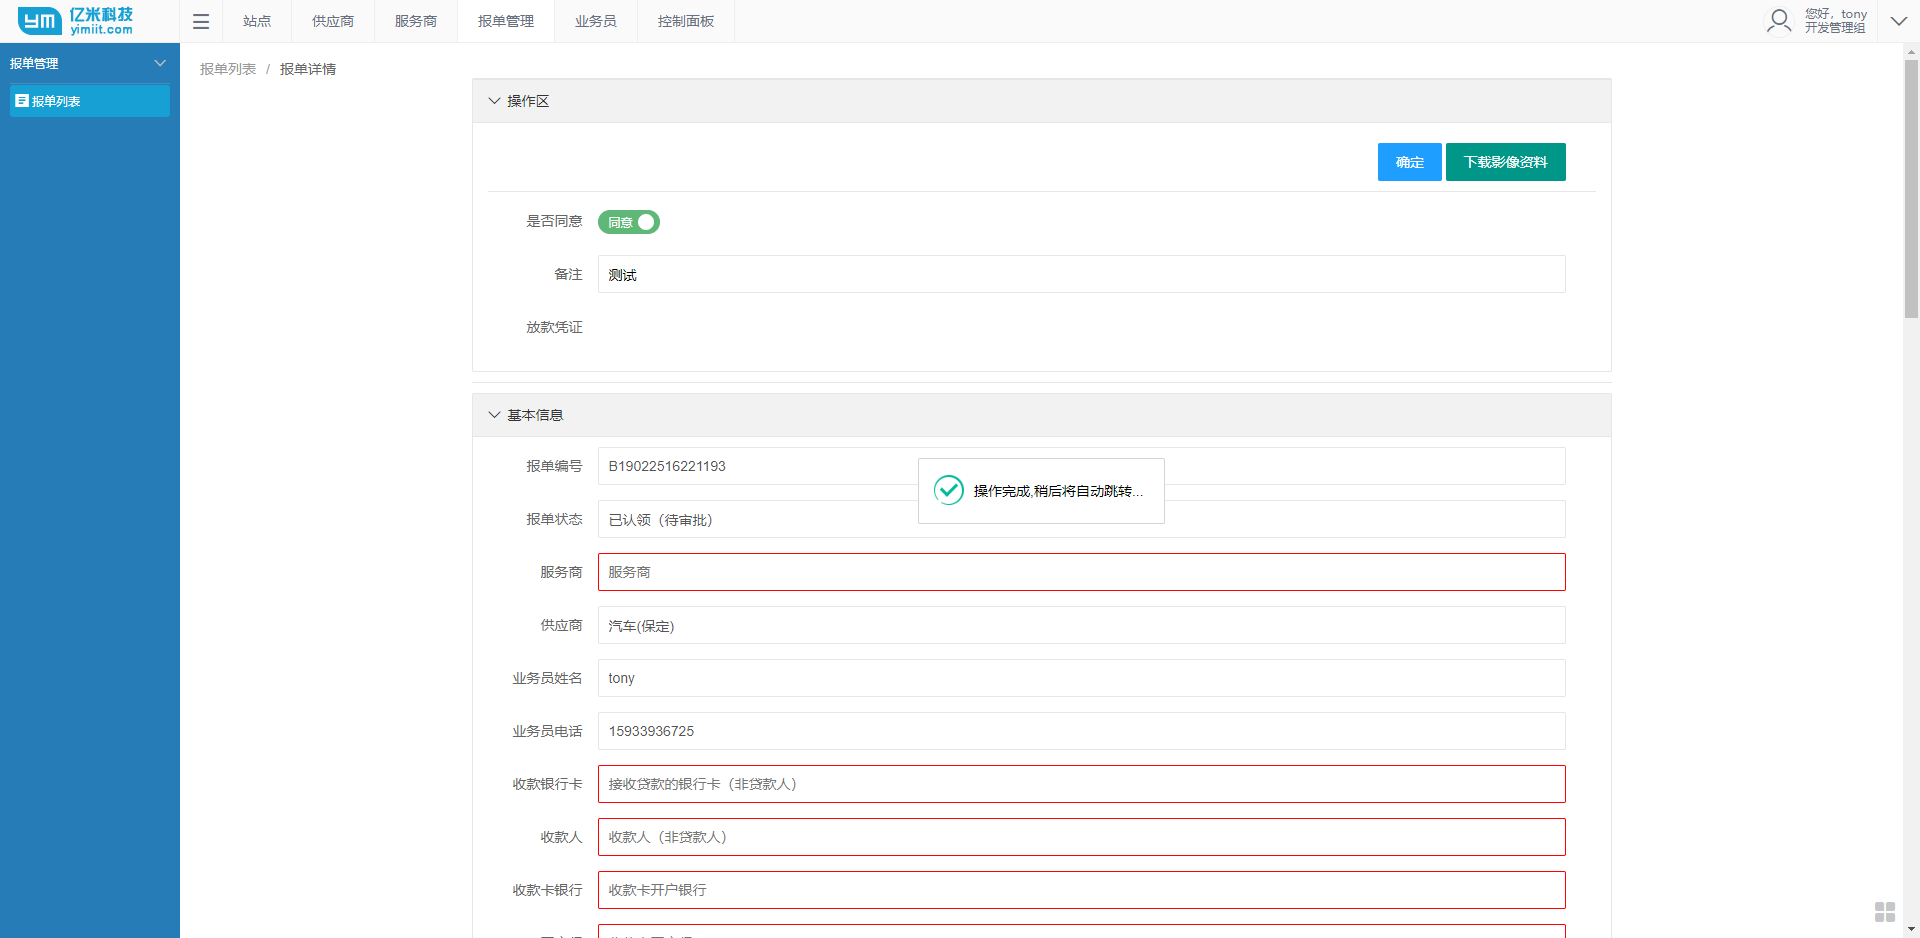 亿米科技
yimiit.com
站点
供应商
服务商
报单管理
业务员
控制面板
您好，tony
开发管理组
报单管理
报单列表
报单列表 / 报单详情
操作区
确定
下载影像资料
是否同意
同意
备注
测试
放款凭证
基本信息
报单编号
B19022516221193
操作完成,稍后将自动跳转...
报单状态
已认领（待审批）
服务商
服务商
供应商
汽车(保定)
业务员姓名
tony
业务员电话
15933936725
收款银行卡
接收贷款的银行卡（非贷款人）
收款人
收款人（非贷款人）
收款卡银行
收款卡开户银行